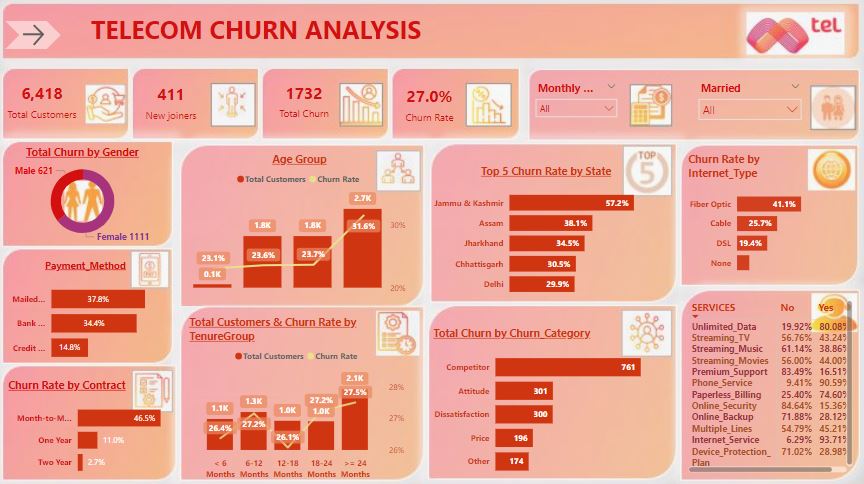 TELECOM CHURN ANALYSIS
tel
6,418
Total Customers
411
New joiners
1732
Total Churn
27.0%
Churn Rate
Monthly ...
All
Married
All
Total Churn by Gender
Male 621
Female 1111
Payment_Method
Mailed... 37.8%
Bank ... 34.4%
Credit ... 14.8%
Churn Rate by Contract
Month-to-M... 46.5%
One Year 11.0%
Two Year 2.7%
Age Group
Total Customers Churn Rate
2.7K
1.8K 1.8K
30%
31.6%
23.1% 23.6% 23.7%
0.1K
20%
Total Customers & Churn Rate by
TenureGroup
Total Customers Churn Rate
2.1K
28%
1.1K 1.3K 1.0K 27.2% 27.5%
1.0K
26.4% 27.2% 27%
26.1%
26%
< 6 6-12 12-18 18-24 >= 24
Months Months Months Months Months
TOP
5
Top 5 Churn Rate by State
Jammu & Kashmir 57.2%
Assam 38.1%
Jharkhand 34.5%
Chhattisgarh 30.5%
Delhi 29.9%
Total Churn by Churn_Category
Competitor 761
Attitude 301
Dissatisfaction 300
Price 196
Other 174
Churn Rate by
Internet_Type
Fiber Optic 41.1%
Cable 25.7%
DSL 19.4%
None
SERVICES No Yes
Unlimited_Data 19.92% 80.08%
Streaming_TV 56.76% 43.24%
Streaming_Music 61.14% 38.86%
Streaming_Movies 56.00% 44.00%
Premium_Support 83.49% 16.51%
Phone_Service 9.41% 90.59%
Paperless_Billing 25.40% 74.60%
Online_Security 84.64% 15.36%
Online_Backup 71.88% 28.12%
Multiple_Lines 54.79% 45.21%
Internet_Service 6.29% 93.71%
Device_Protection_ 71.02% 28.98%
Plan